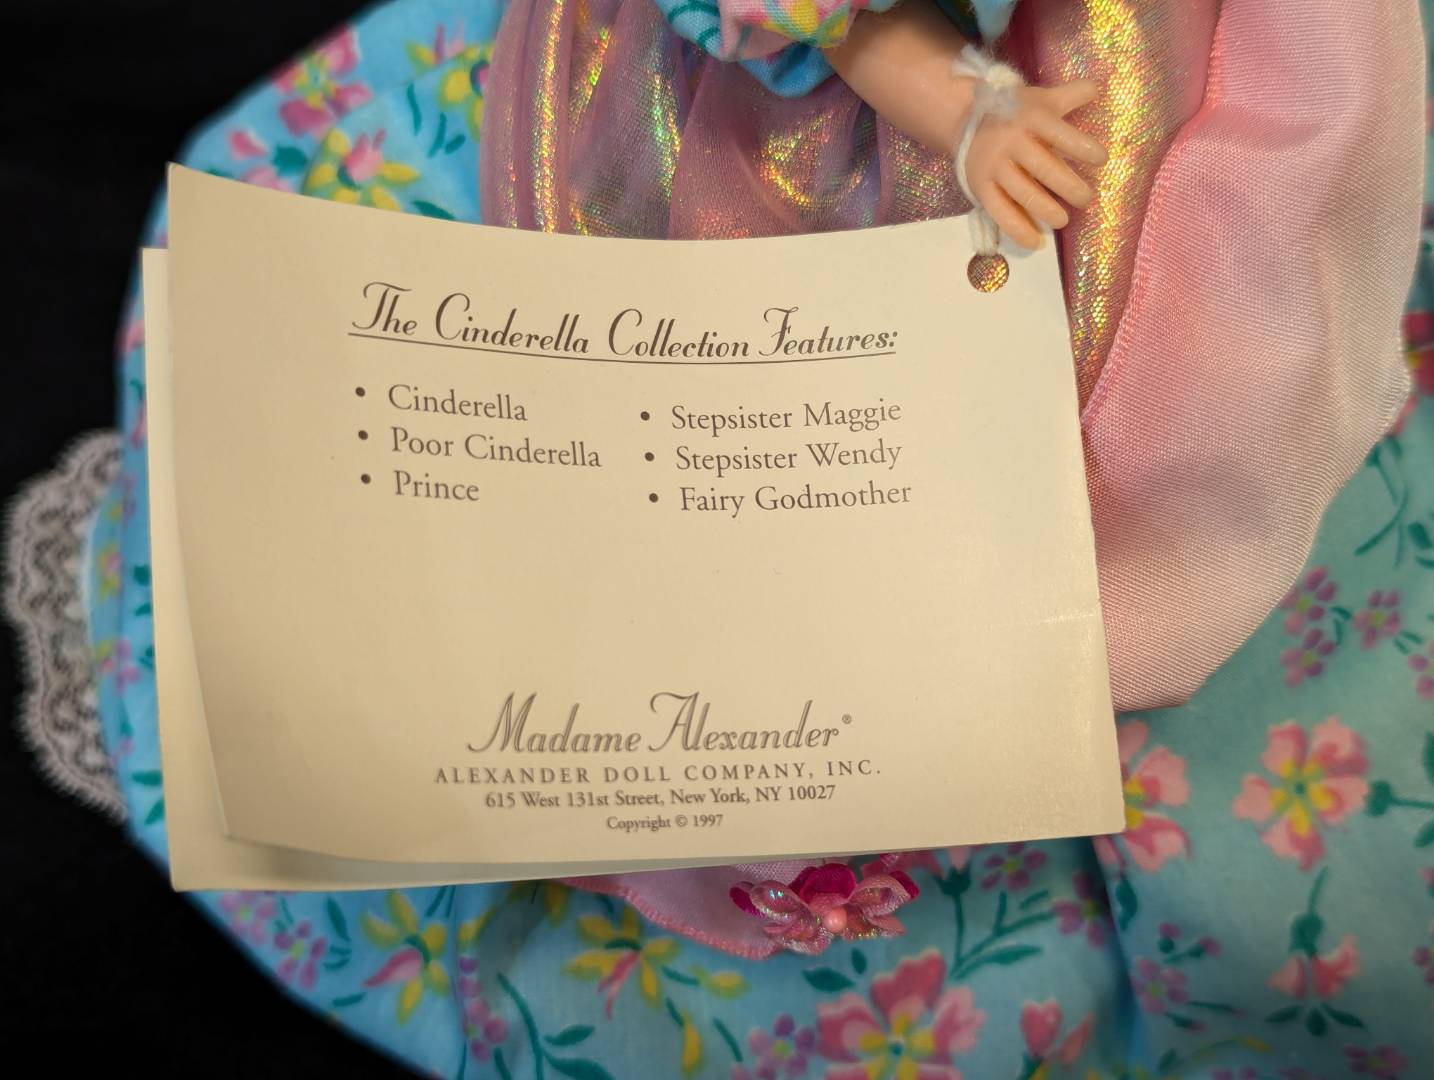 The Cinderella Collection Features:
• Cinderella
• Poor Cinderella
• Prince
• Stepsister Maggie
• Stepsister Wendy
• Fairy Godmother
Madame Alexander®
ALEXANDER DOLL COMPANY, INC.
615 West 131st Street, New York, NY 10027
Copyright © 1997